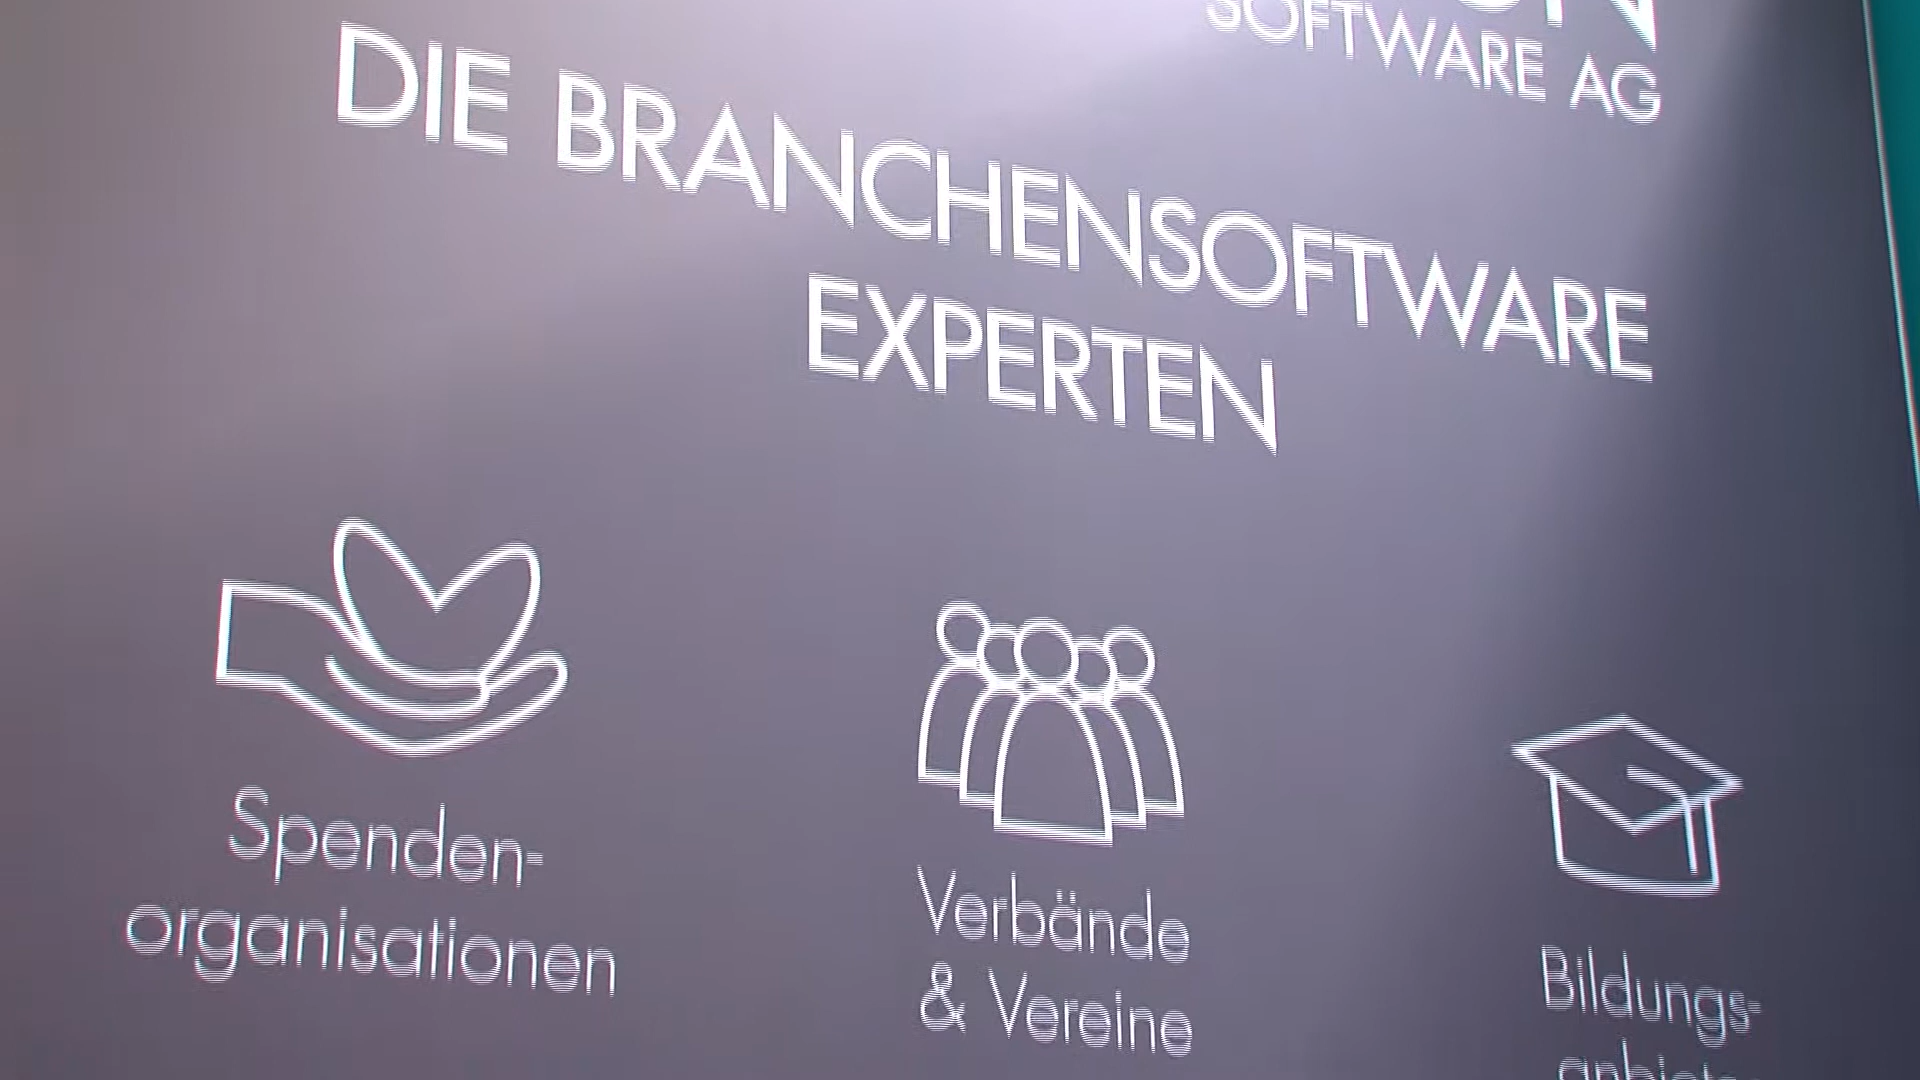 SOFTWARE AG
DIE BRANCHENSOFTWARE
EXPERTEN
Spenden-
organisationen
Verbände
& Vereine
Bildungs-